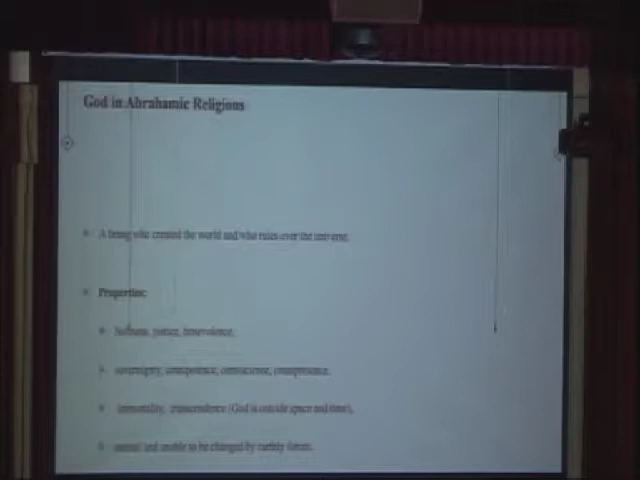 God in Abrahamic Religions
A being who created the world and who rules over the universe.
Properties:
holiness, justice, benevolence,
sovereignty, omnipotence, omniscience, omnipresence,
immortality, transcendence (God is outside space and time),
and unable to be changed by earthly forces.